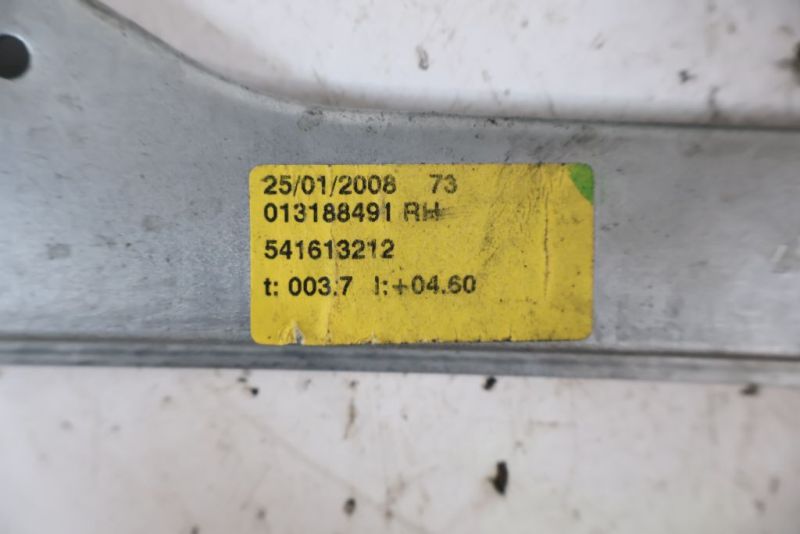 25/01/2008 73
013188491 RH
541613212
t: 003.7 l:+04.60